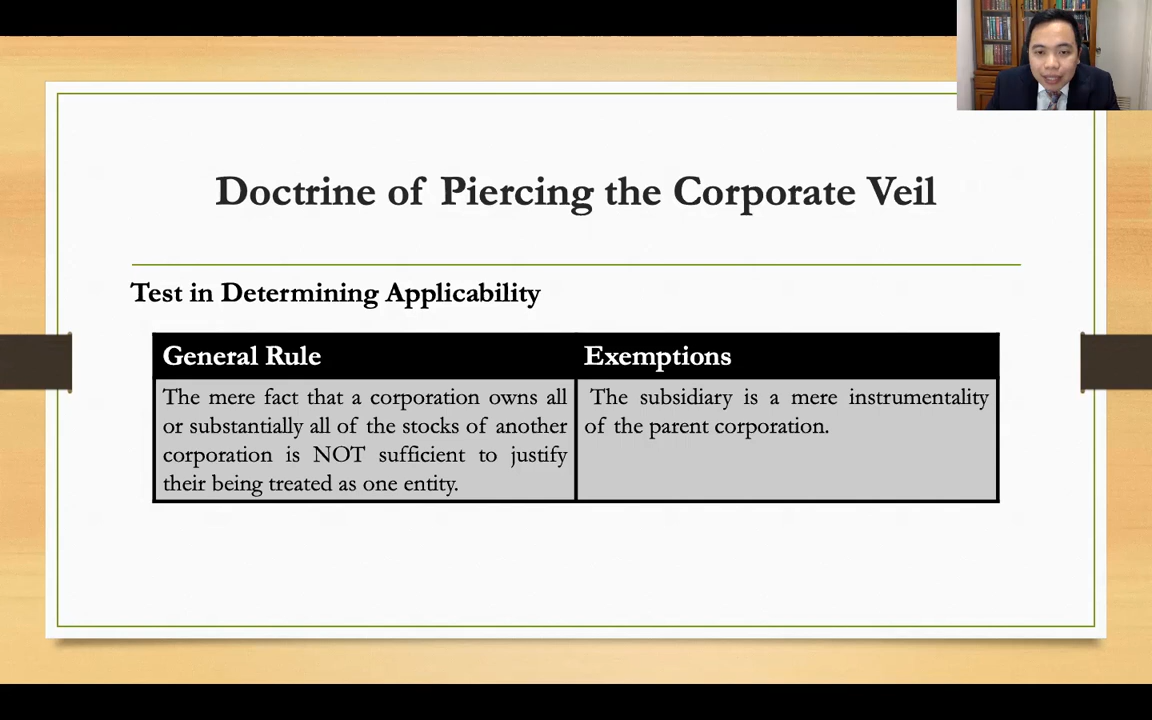 Doctrine of Piercing the Corporate Veil
Test in Determining Applicability
General Rule
Exemptions
The mere fact that a corporation owns all
or substantially all of the stocks of another
corporation is NOT sufficient to justify
their being treated as one entity.
The subsidiary is a mere instrumentality
of the parent corporation.